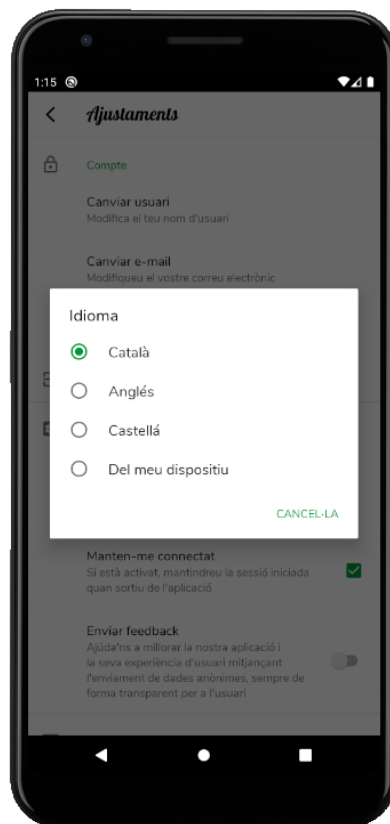 1:15
Ajustaments
Compte
Canviar usuari
Modifica el teu nom d'usuari
Canviar e-mail
Modifiqueu el vostre correu electrònic
Idioma
Català
Anglés
Castellá
Del meu dispositiu
CANCEL·LA
Manten-me connectat
Si està activat, mantindreu la sessió iniciada
quan sortiu de l'aplicació
Enviar feedback
Ajúda'ns a millorar la nostra aplicació i
la seva experiència d'usuari mitjançant
l'enviament de dades anònimes, sempre de
forma transparent per a l'usuari